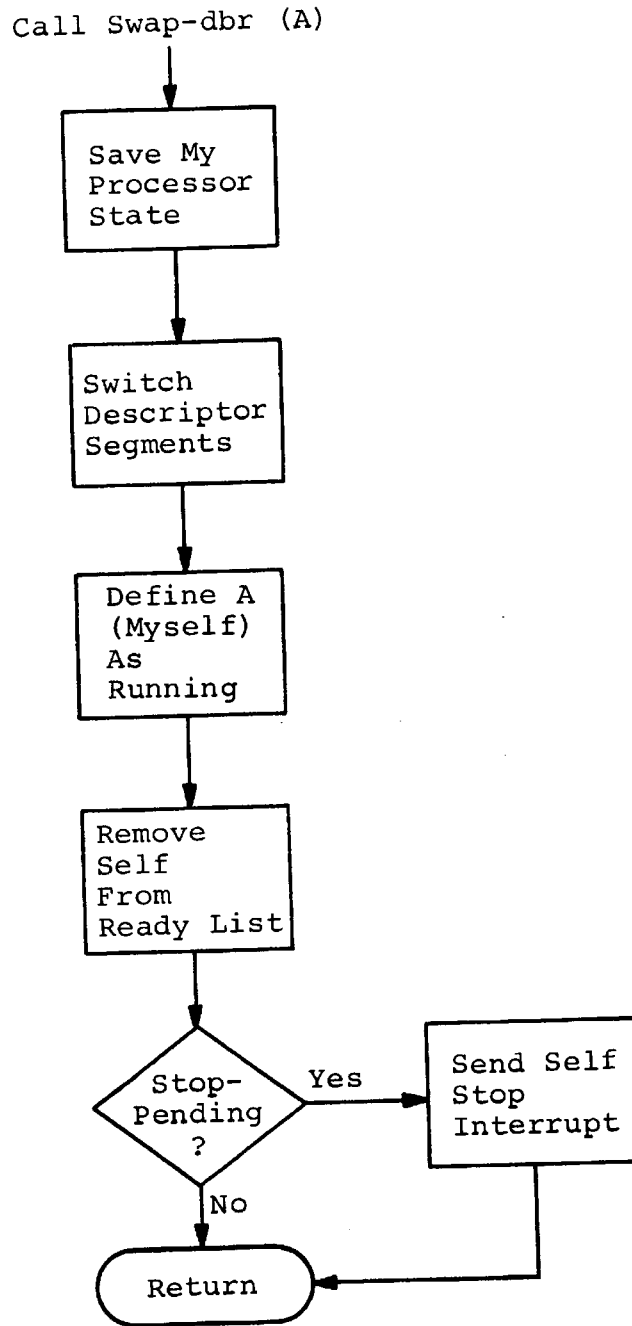 Call Swap-dbr (A)
Save My
Processor
State
Switch
Descriptor
Segments
Define A
(Myself)
As
Running
Remove
Self
From
Ready List
Stop-
Pending
?
Yes
Send Self
Stop
Interrupt
No
Return